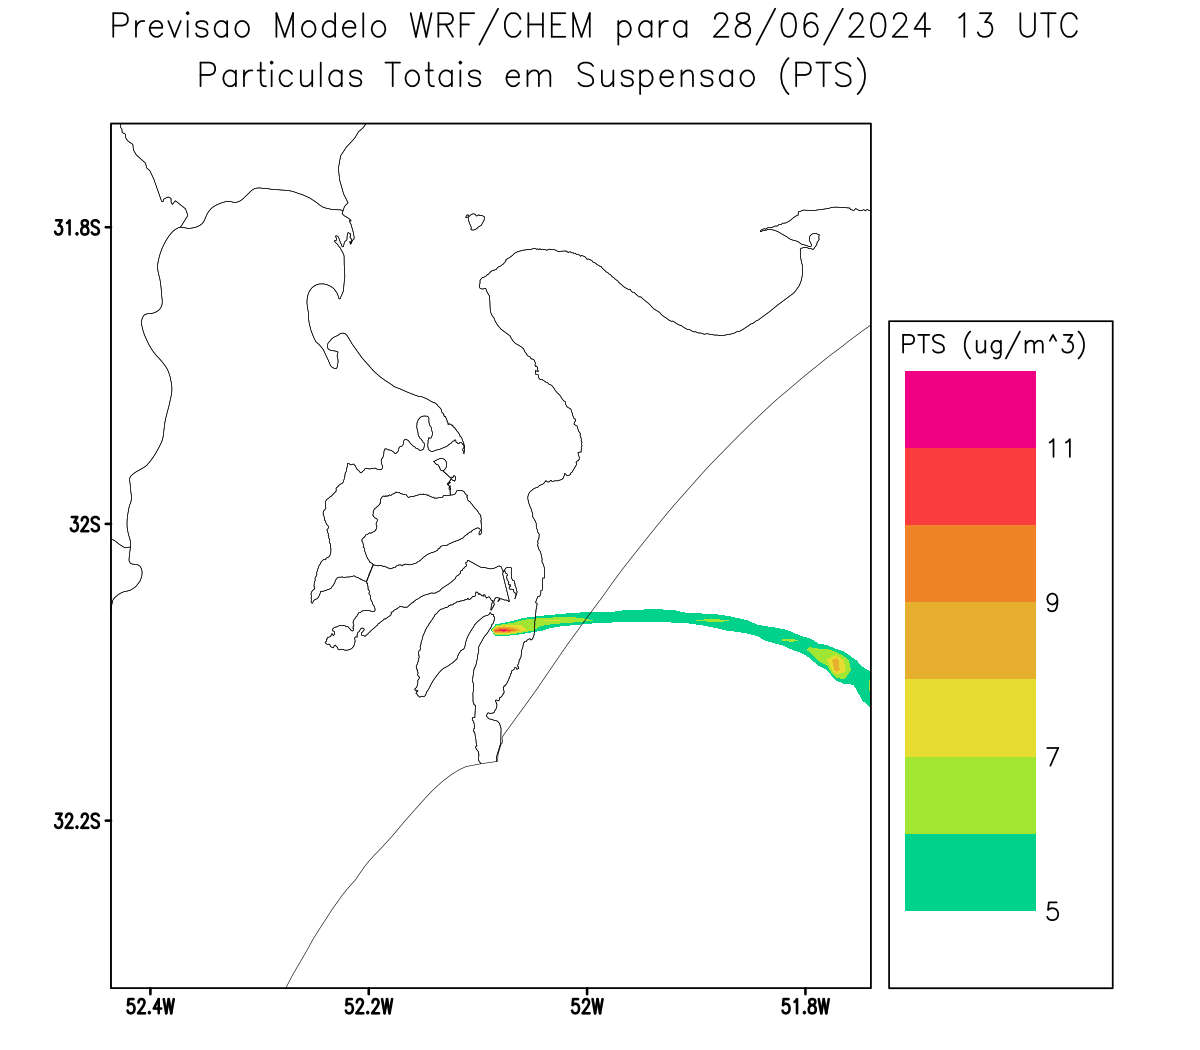 Previsao Modelo WRF/CHEM para 28/06/2024 13 UTC
Particulas Totais em Suspensao (PTS)
31.8S
32S
32.2S
52.4W
52.2W
52W
51.8W
PTS (ug/m^3)
11
9
7
5